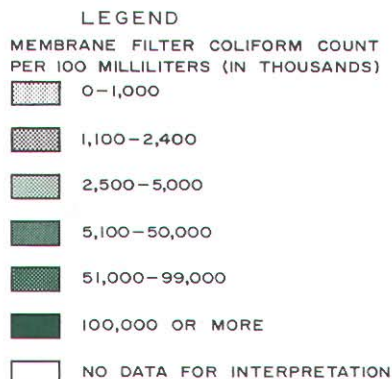 LEGEND
MEMBRANE FILTER COLIFORM COUNT
PER 100 MILLILITERS (IN THOUSANDS)
0-1,000
1,100-2,400
2,500-5,000
5,100-50,000
51,000-99,000
100,000 OR MORE
NO DATA FOR INTERPRETATION